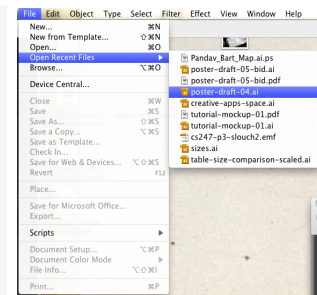 File Edit Object Type Select Filter Effect View Window Help
New... ⌘N
New from Template... ⇧⌘N
Open... ⌘O
Open Recent Files ▶
Browse... ⌥⌘O
Device Central...
Close ⌘W
Save ⌘S
Save As... ⇧⌘S
Save a Copy... ⌥⌘S
Save as Template...
Check In...
Save for Web & Devices... ⌥⇧⌘S
Revert F12
Place...
Save for Microsoft Office...
Export...
Scripts ▶
Document Setup... ⌥⌘P
Document Color Mode ▶
File Info... ⌥⇧⌘I
Print... ⌘P
Pandav_Bart_Map.ai.ps
poster-draft-05-bid.ai
poster-draft-05-bid.pdf
poster-draft-04.ai
creative-apps-space.ai
tutorial-mockup-01.pdf
tutorial-mockup-01.ai
cs247-p3-slouch2.emf
sizes.ai
table-size-comparison-scaled.ai